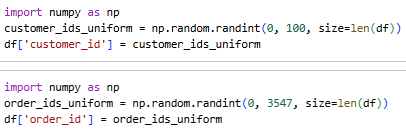 import numpy as np
customer_ids_uniform = np.random.randint(0, 100, size=len(df))
df['customer_id'] = customer_ids_uniform
import numpy as np
order_ids_uniform = np.random.randint(0, 3547, size=len(df))
df['order_id'] = order_ids_uniform